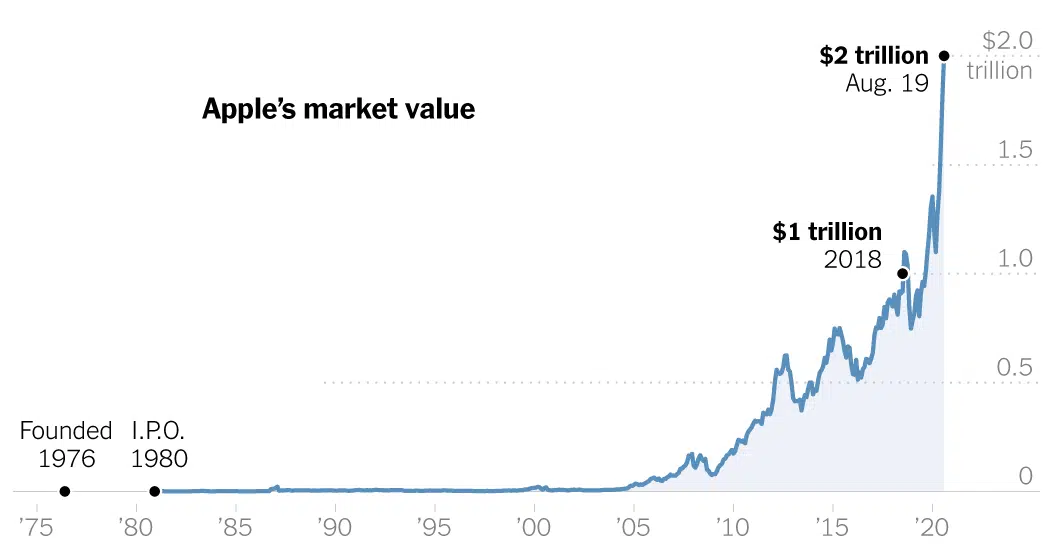 Apple’s market value
$2 trillion
Aug. 19
$2.0
trillion
1.5
$1 trillion
2018
1.0
0.5
Founded
1976
I.P.O.
1980
0
’75
’80
’85
’90
’95
’00
’05
’10
’15
’20